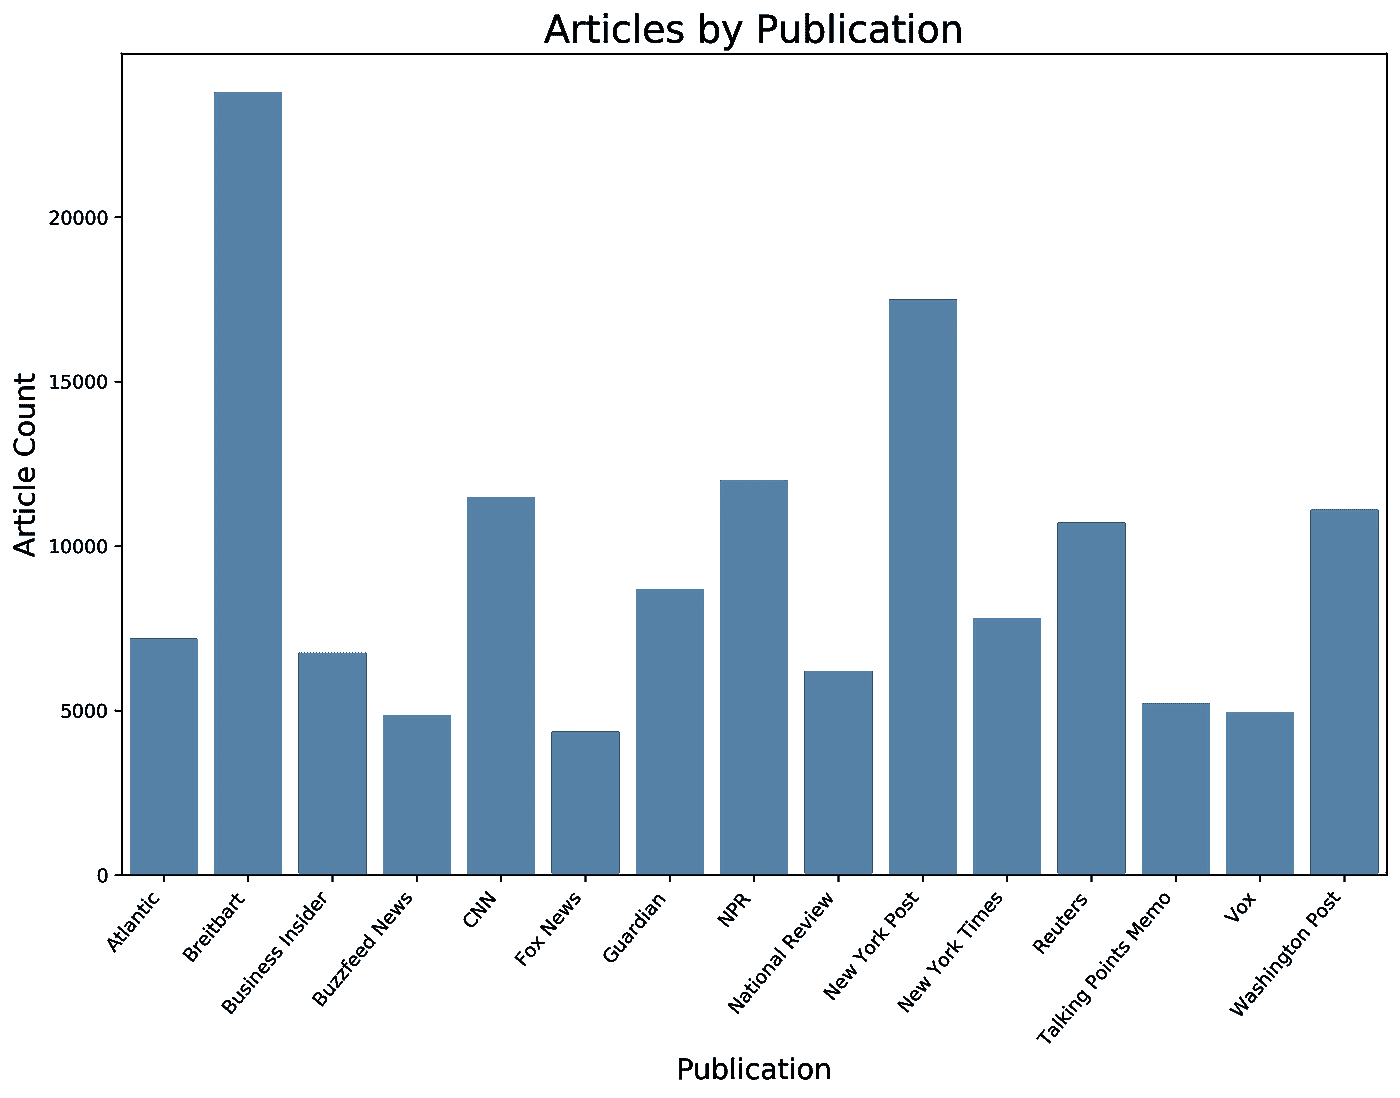 Articles by Publication
Article Count
20000
15000
10000
5000
0
Atlantic
Breitbart
Business Insider
Buzzfeed News
CNN
Fox News
Guardian
NPR
National Review
New York Post
New York Times
Reuters
Talking Points Memo
Vox
Washington Post
Publication